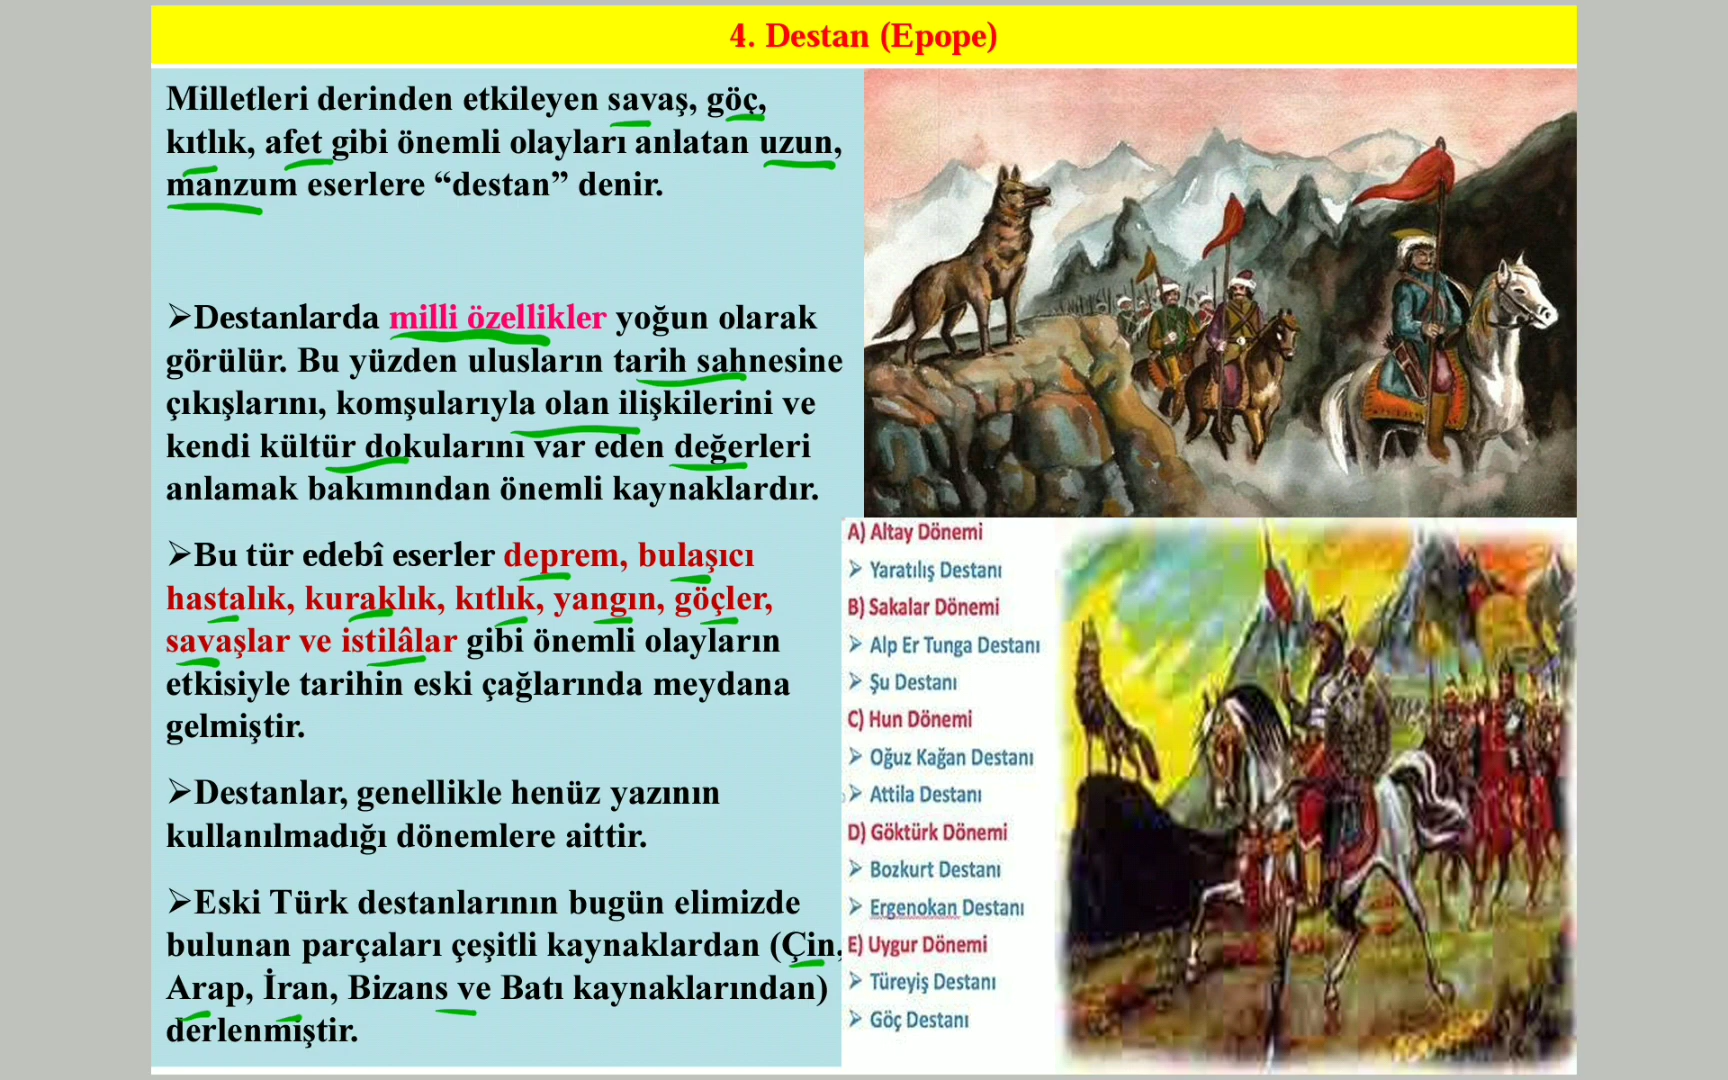 4. Destan (Epope)
Milletleri derinden etkileyen savaş, göç,
kıtlık, afet gibi önemli olayları anlatan uzun,
manzum eserlere “destan” denir.
➢Destanlarda milli özellikler yoğun olarak
görülür. Bu yüzden ulusların tarih sahnesine
çıkışlarını, komşularıyla olan ilişkilerini ve
kendi kültür dokularını var eden değerleri
anlamak bakımından önemli kaynaklardır.
➢Bu tür edebî eserler deprem, bulaşıcı
hastalık, kuraklık, kıtlık, yangın, göçler,
savaşlar ve istilâlar gibi önemli olayların
etkisiyle tarihin eski çağlarında meydana
gelmiştir.
➢Destanlar, genellikle henüz yazının
kullanılmadığı dönemlere aittir.
➢Eski Türk destanlarının bugün elimizde
bulunan parçaları çeşitli kaynaklardan (Çin,
Arap, İran, Bizans ve Batı kaynaklarından)
derlenmiştir.
A) Altay Dönemi
➢ Yaratılış Destanı
B) Sakalar Dönemi
➢ Alp Er Tunga Destanı
➢ Şu Destanı
C) Hun Dönemi
➢ Oğuz Kağan Destanı
➢ Attila Destanı
D) Göktürk Dönemi
➢ Bozkurt Destanı
➢ Ergenokan Destanı
E) Uygur Dönemi
➢ Türeyiş Destanı
➢ Göç Destanı